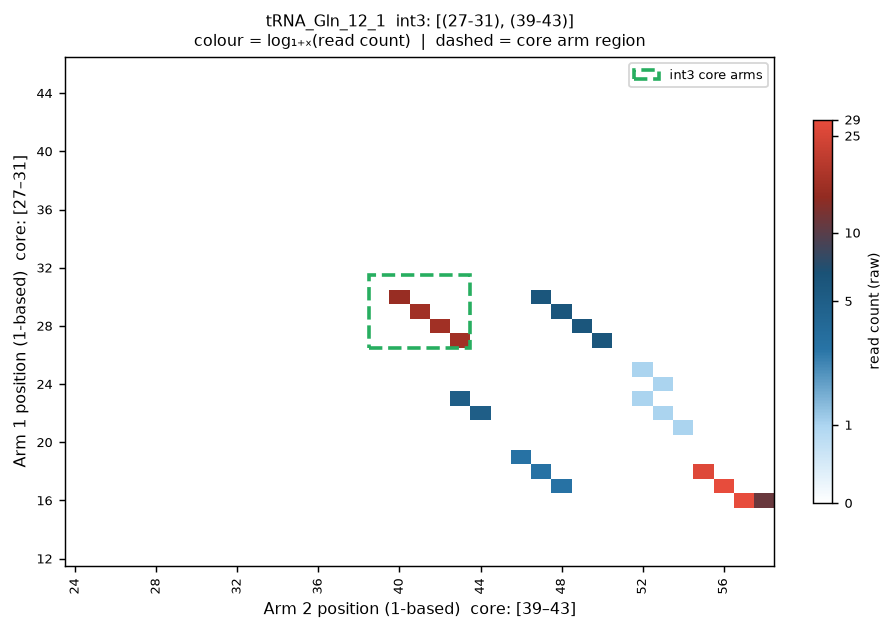 tRNA_Gln_12_1  int3: [(27-31), (39-43)]
colour = log₁₊ₓ(read count)  |  dashed = core arm region
int3 core arms
Arm 1 position (1-based)  core: [27–31]
44
40
36
32
28
24
20
16
12
24 28 32 36 40 44 48 52 56
Arm 2 position (1-based)  core: [39–43]
29
25
10
5
1
0
read count (raw)